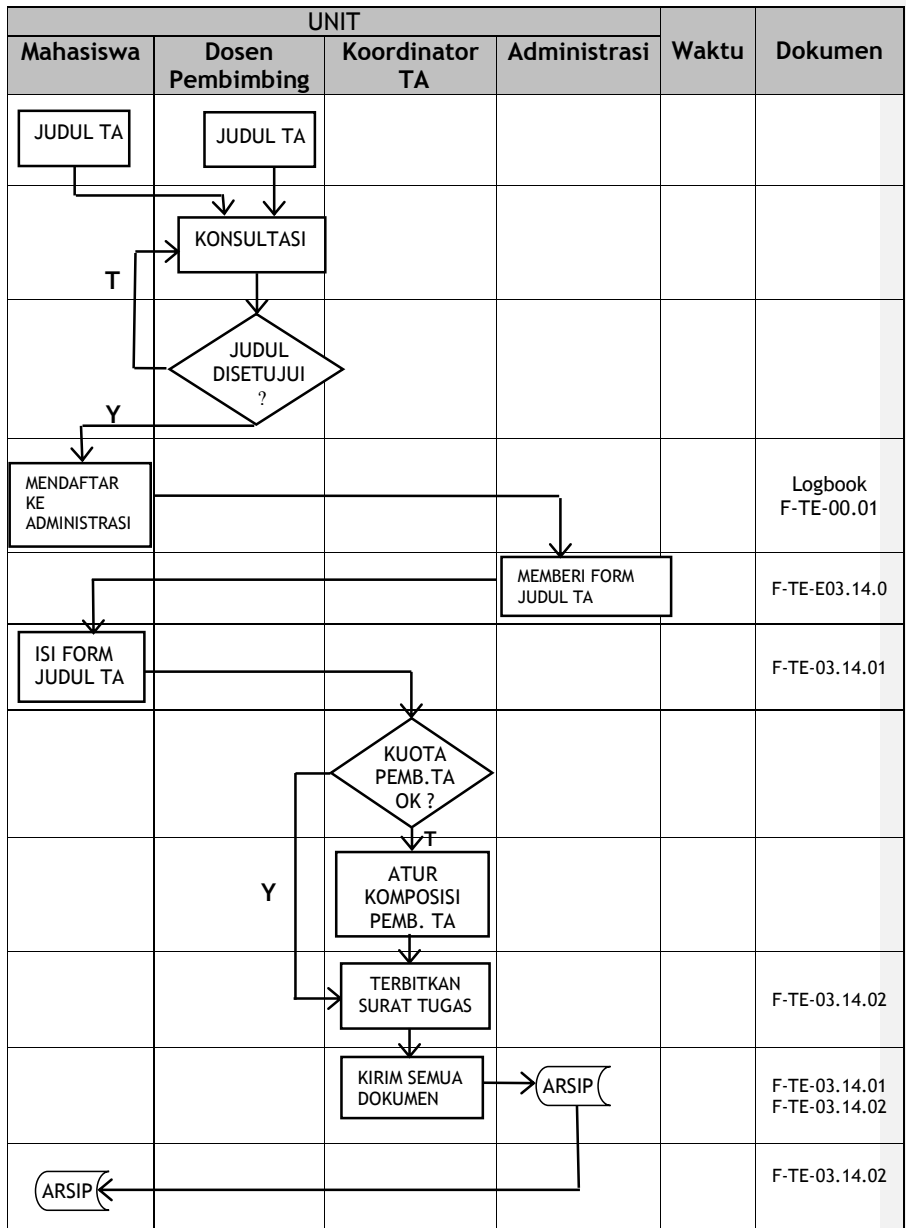 UNIT
Mahasiswa
Dosen
Pembimbing
Koordinator
TA
Administrasi
Waktu
Dokumen
JUDUL TA
JUDUL TA
KONSULTASI
T
JUDUL
DISETUJUI
?
Y
MENDAFTAR
KE
ADMINISTRASI
Logbook
F-TE-00.01
MEMBERI FORM
JUDUL TA
F-TE-E03.14.0
ISI FORM
JUDUL TA
F-TE-03.14.01
KUOTA
PEMB.TA
OK ?
T
Y
ATUR
KOMPOSISI
PEMB. TA
TERBITKAN
SURAT TUGAS
F-TE-03.14.02
KIRIM SEMUA
DOKUMEN
ARSIP
F-TE-03.14.01
F-TE-03.14.02
ARSIP
F-TE-03.14.02